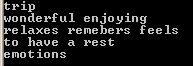 trip
wonderful enjoying
relaxes remebers feels
to have a rest
emotions